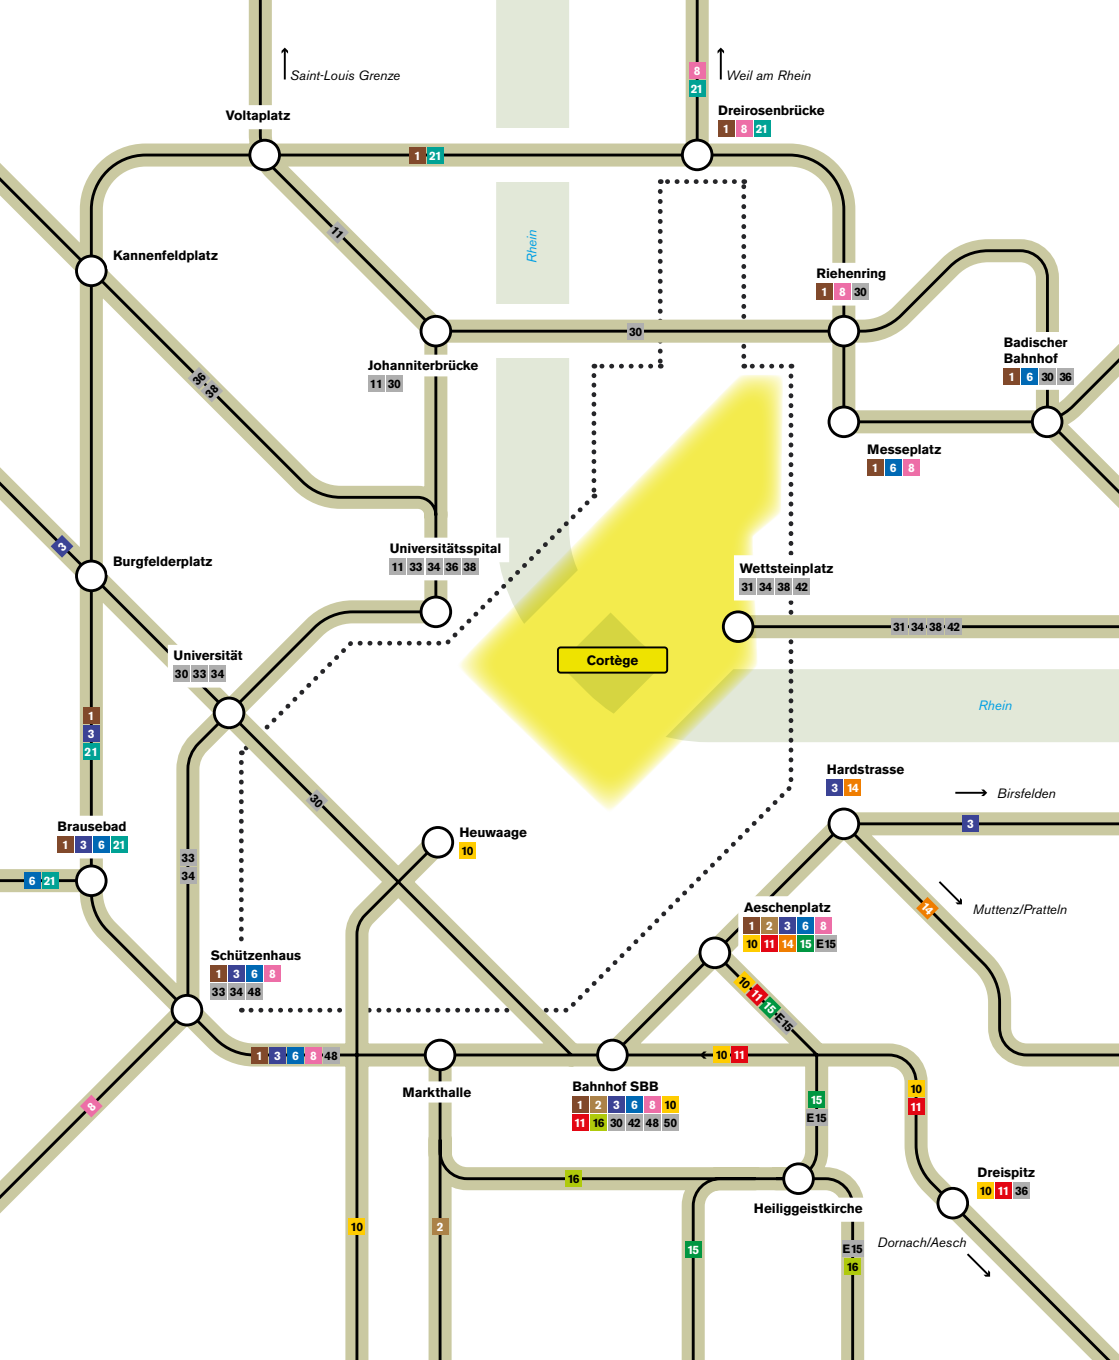 Saint-Louis Grenze
8
21
Weil am Rhein
Voltaplatz
Dreirosenbrücke
1 8 21
1 21
11
Rhein
Kannenfeldplatz
Riehenring
1 8 30
30
Johanniterbrücke
11 30
Badischer
Bahnhof
1 6 30 36
36 · 38
Messeplatz
1 6 8
3
Burgfelderplatz
Universitätsspital
11 33 34 36 38
Wettsteinplatz
31 34 38 42
31 34 38 42
Universität
30 33 34
Cortège
Rhein
1
3
21
Hardstrasse
3 14
Birsfelden
3
30
Brausebad
1 3 6 21
Heuwaage
10
33
34
6 21
14
Muttenz/Pratteln
Aeschenplatz
1 2 3 6 8
10 11 14 15 E15
Schützenhaus
1 3 6 8
33 34 48
10 11 15 E15
1 3 6 8 48
10 11
Markthalle
Bahnhof SBB
1 2 3 6 8 10
11 16 30 42 48 50
8
15
E15
10
11
16
Dreispitz
10 11 36
Heiliggeistkirche
10
2
15
E15
16
Dornach/Aesch